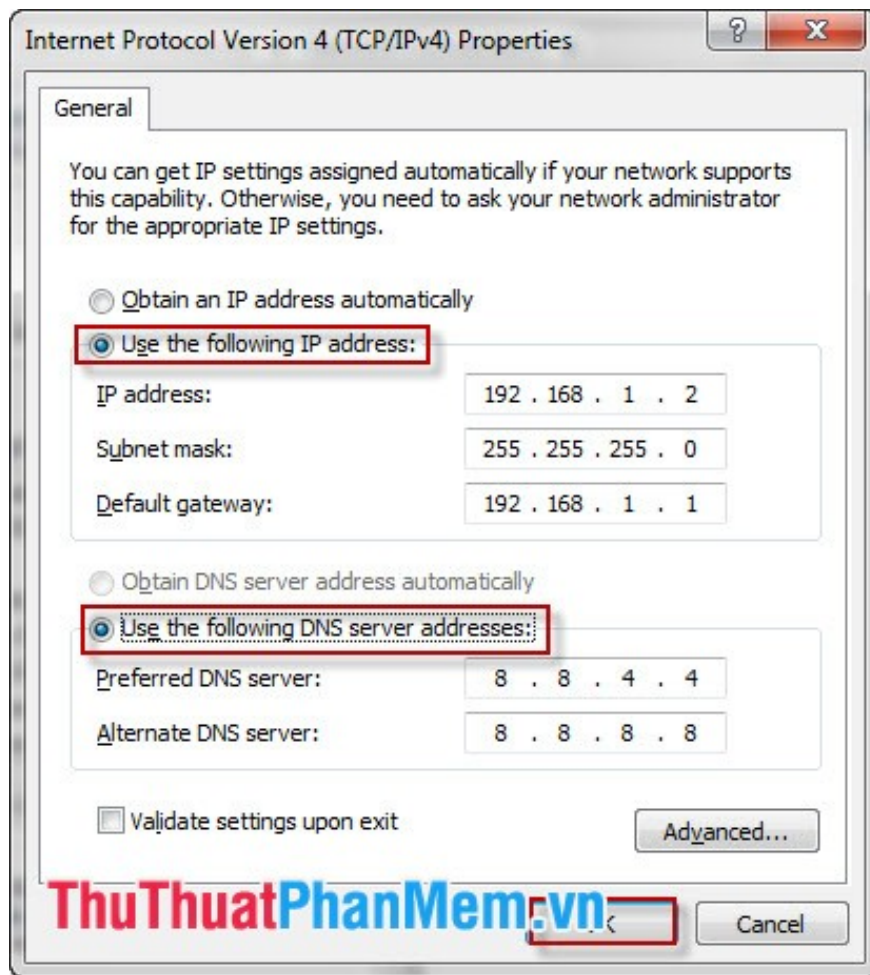 Internet Protocol Version 4 (TCP/IPv4) Properties
General
You can get IP settings assigned automatically if your network supports
this capability. Otherwise, you need to ask your network administrator
for the appropriate IP settings.
Obtain an IP address automatically
Use the following IP address:
IP address: 192 . 168 . 1 . 2
Subnet mask: 255 . 255 . 255 . 0
Default gateway: 192 . 168 . 1 . 1
Obtain DNS server address automatically
Use the following DNS server addresses:
Preferred DNS server: 8 . 8 . 4 . 4
Alternate DNS server: 8 . 8 . 8 . 8
Validate settings upon exit
Advanced...
ThuThuatPhanMem.vn
Cancel